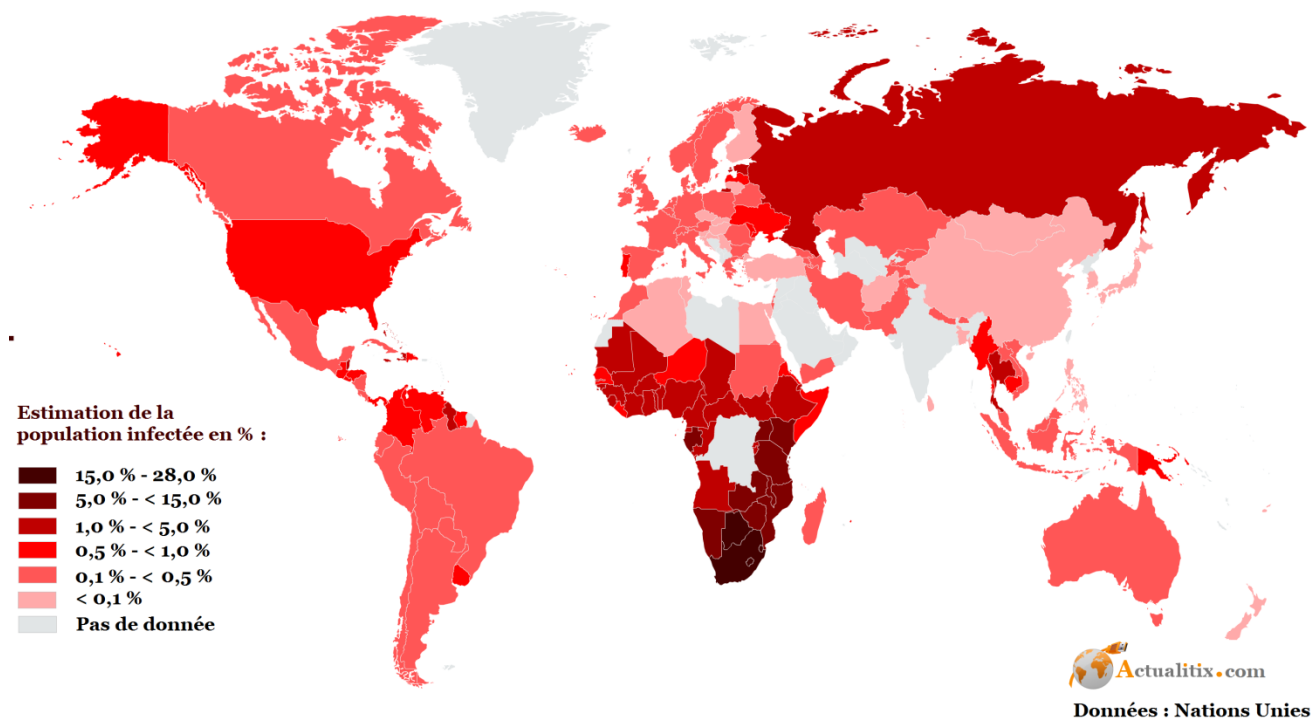 Estimation de la
population infectée en % :
15,0 % - 28,0 %
5,0 % - < 15,0 %
1,0 % - < 5,0 %
0,5 % - < 1,0 %
0,1 % - < 0,5 %
< 0,1 %
Pas de donnée
Actualitix.com
Données : Nations Unies